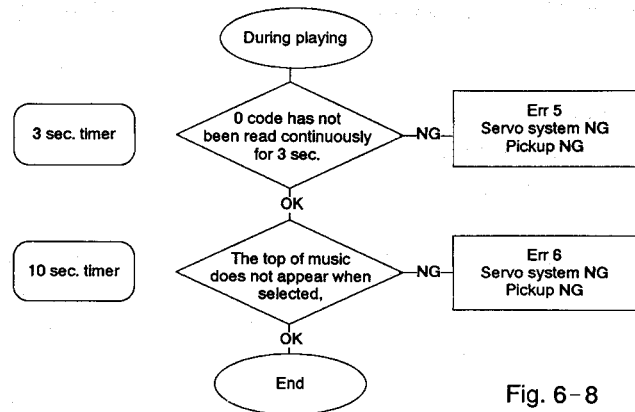 During playing
3 sec. timer
0 code has not
been read continuously
for 3 sec.
NG
Err 5
Servo system NG
Pickup NG
OK
10 sec. timer
The top of music
does not appear when
selected,
NG
Err 6
Servo system NG
Pickup NG
OK
End
Fig. 6-8